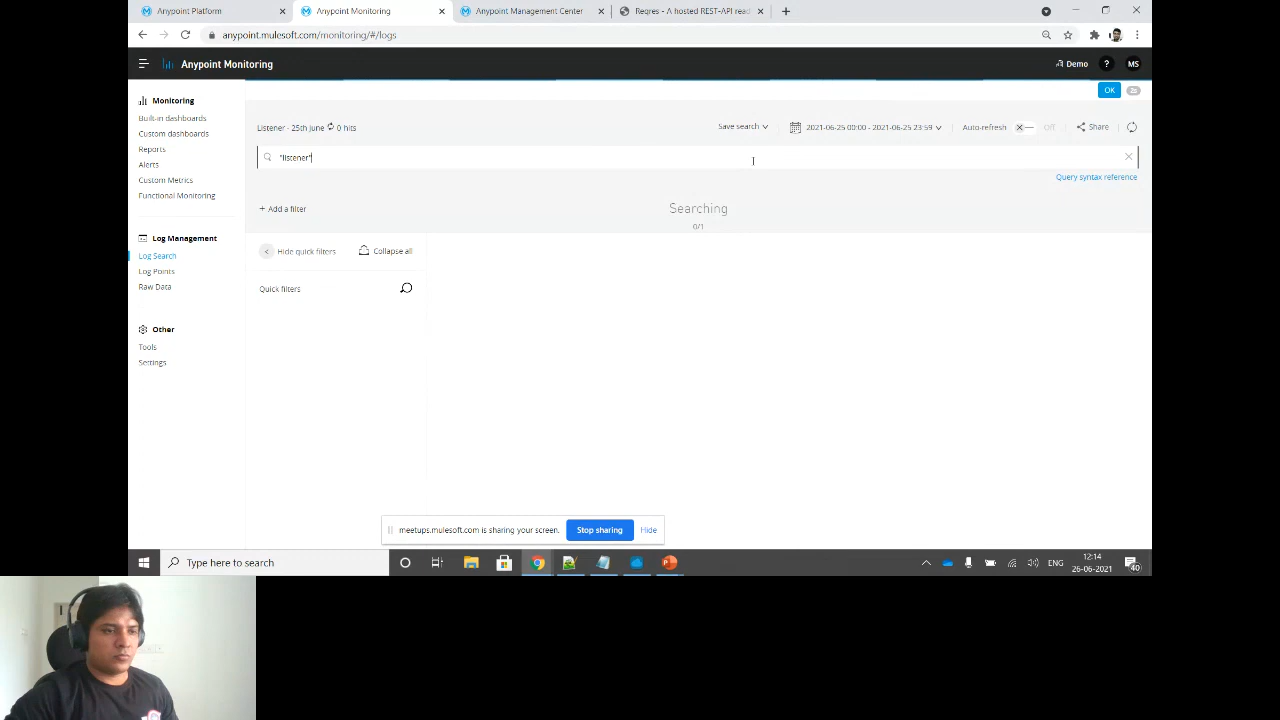 Anypoint Platform
Anypoint Monitoring
Anypoint Management Center
Reqres - A hosted REST-API read
anypoint.mulesoft.com/monitoring/#/logs
Anypoint Monitoring
Demo
?
MS
Monitoring
Built-in dashboards
Custom dashboards
Reports
Alerts
Custom Metrics
Functional Monitoring
Log Management
Log Search
Log Points
Raw Data
Other
Tools
Settings
OK
2s
Listener - 25th June 0 hits
Save search
2021-06-25 00:00 - 2021-06-25 23:59
Auto-refresh
Off
Share
"listener"
Query syntax reference
+ Add a filter
Searching
0/1
Hide quick filters
Collapse all
Quick filters
meetups.mulesoft.com is sharing your screen.
Stop sharing
Hide
Type here to search
ENG
12:14
26-06-2021
40